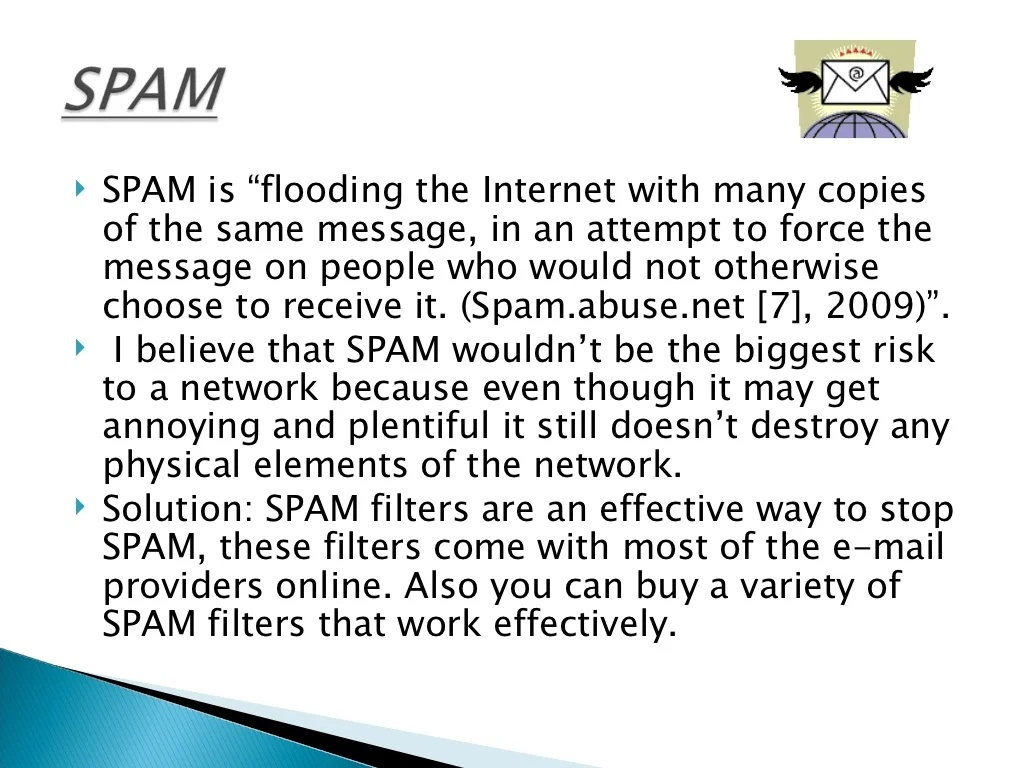 SPAM
@
SPAM is “flooding the Internet with many copies
of the same message, in an attempt to force the
message on people who would not otherwise
choose to receive it. (Spam.abuse.net [7], 2009)”.
I believe that SPAM wouldn’t be the biggest risk
to a network because even though it may get
annoying and plentiful it still doesn’t destroy any
physical elements of the network.
Solution: SPAM filters are an effective way to stop
SPAM, these filters come with most of the e-mail
providers online. Also you can buy a variety of
SPAM filters that work effectively.